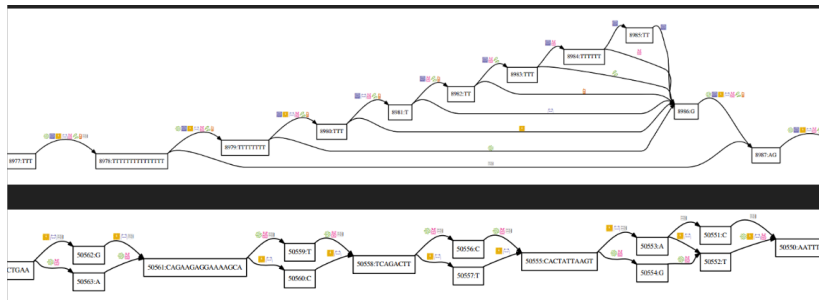 8985:TT
8984:TTTTTT
8983:TTT
8982:TT
8981:T
8986:G
8980:TTT
8979:TTTTTTTT
8977:TTT
8978:TTTTTTTTTTTTTTT
8987:AG
50562:G
50559:T
50556:C
50553:A
50551:C
CTGAA
50561:CAGAAGAGGAAAAGCA
50558:TCAGACTT
50555:CACTATTAAGT
50550:AATTT
50563:A
50560:C
50557:T
50554:G
50552:T